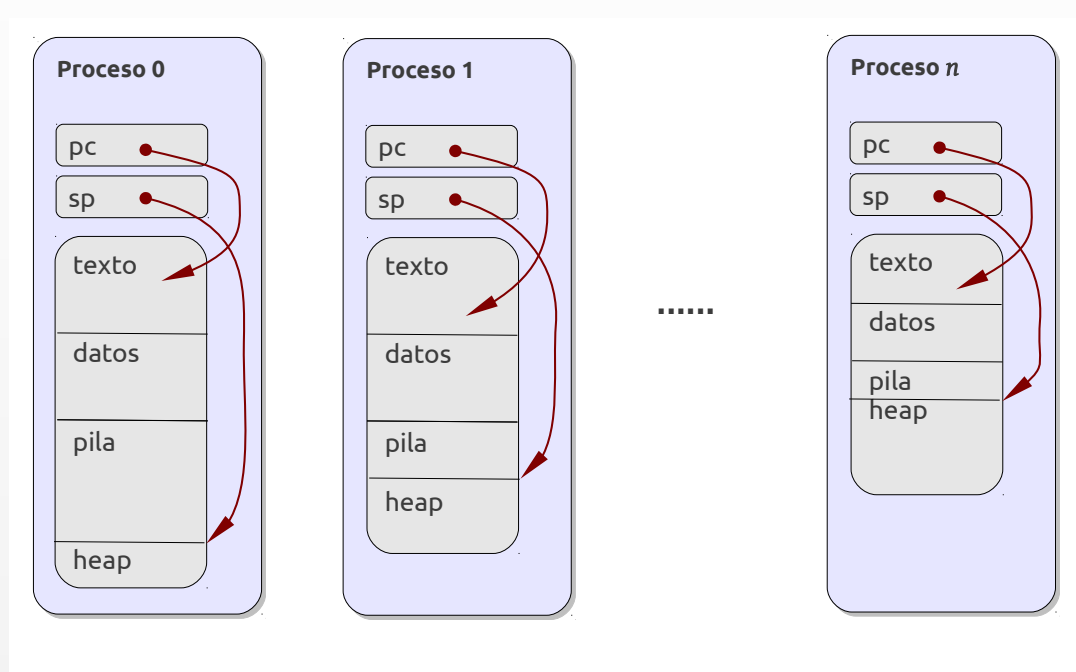 Proceso 0
pc
sp
texto
datos
pila
heap
Proceso 1
pc
sp
texto
datos
pila
heap
......
Proceso n
pc
sp
texto
datos
pila
heap